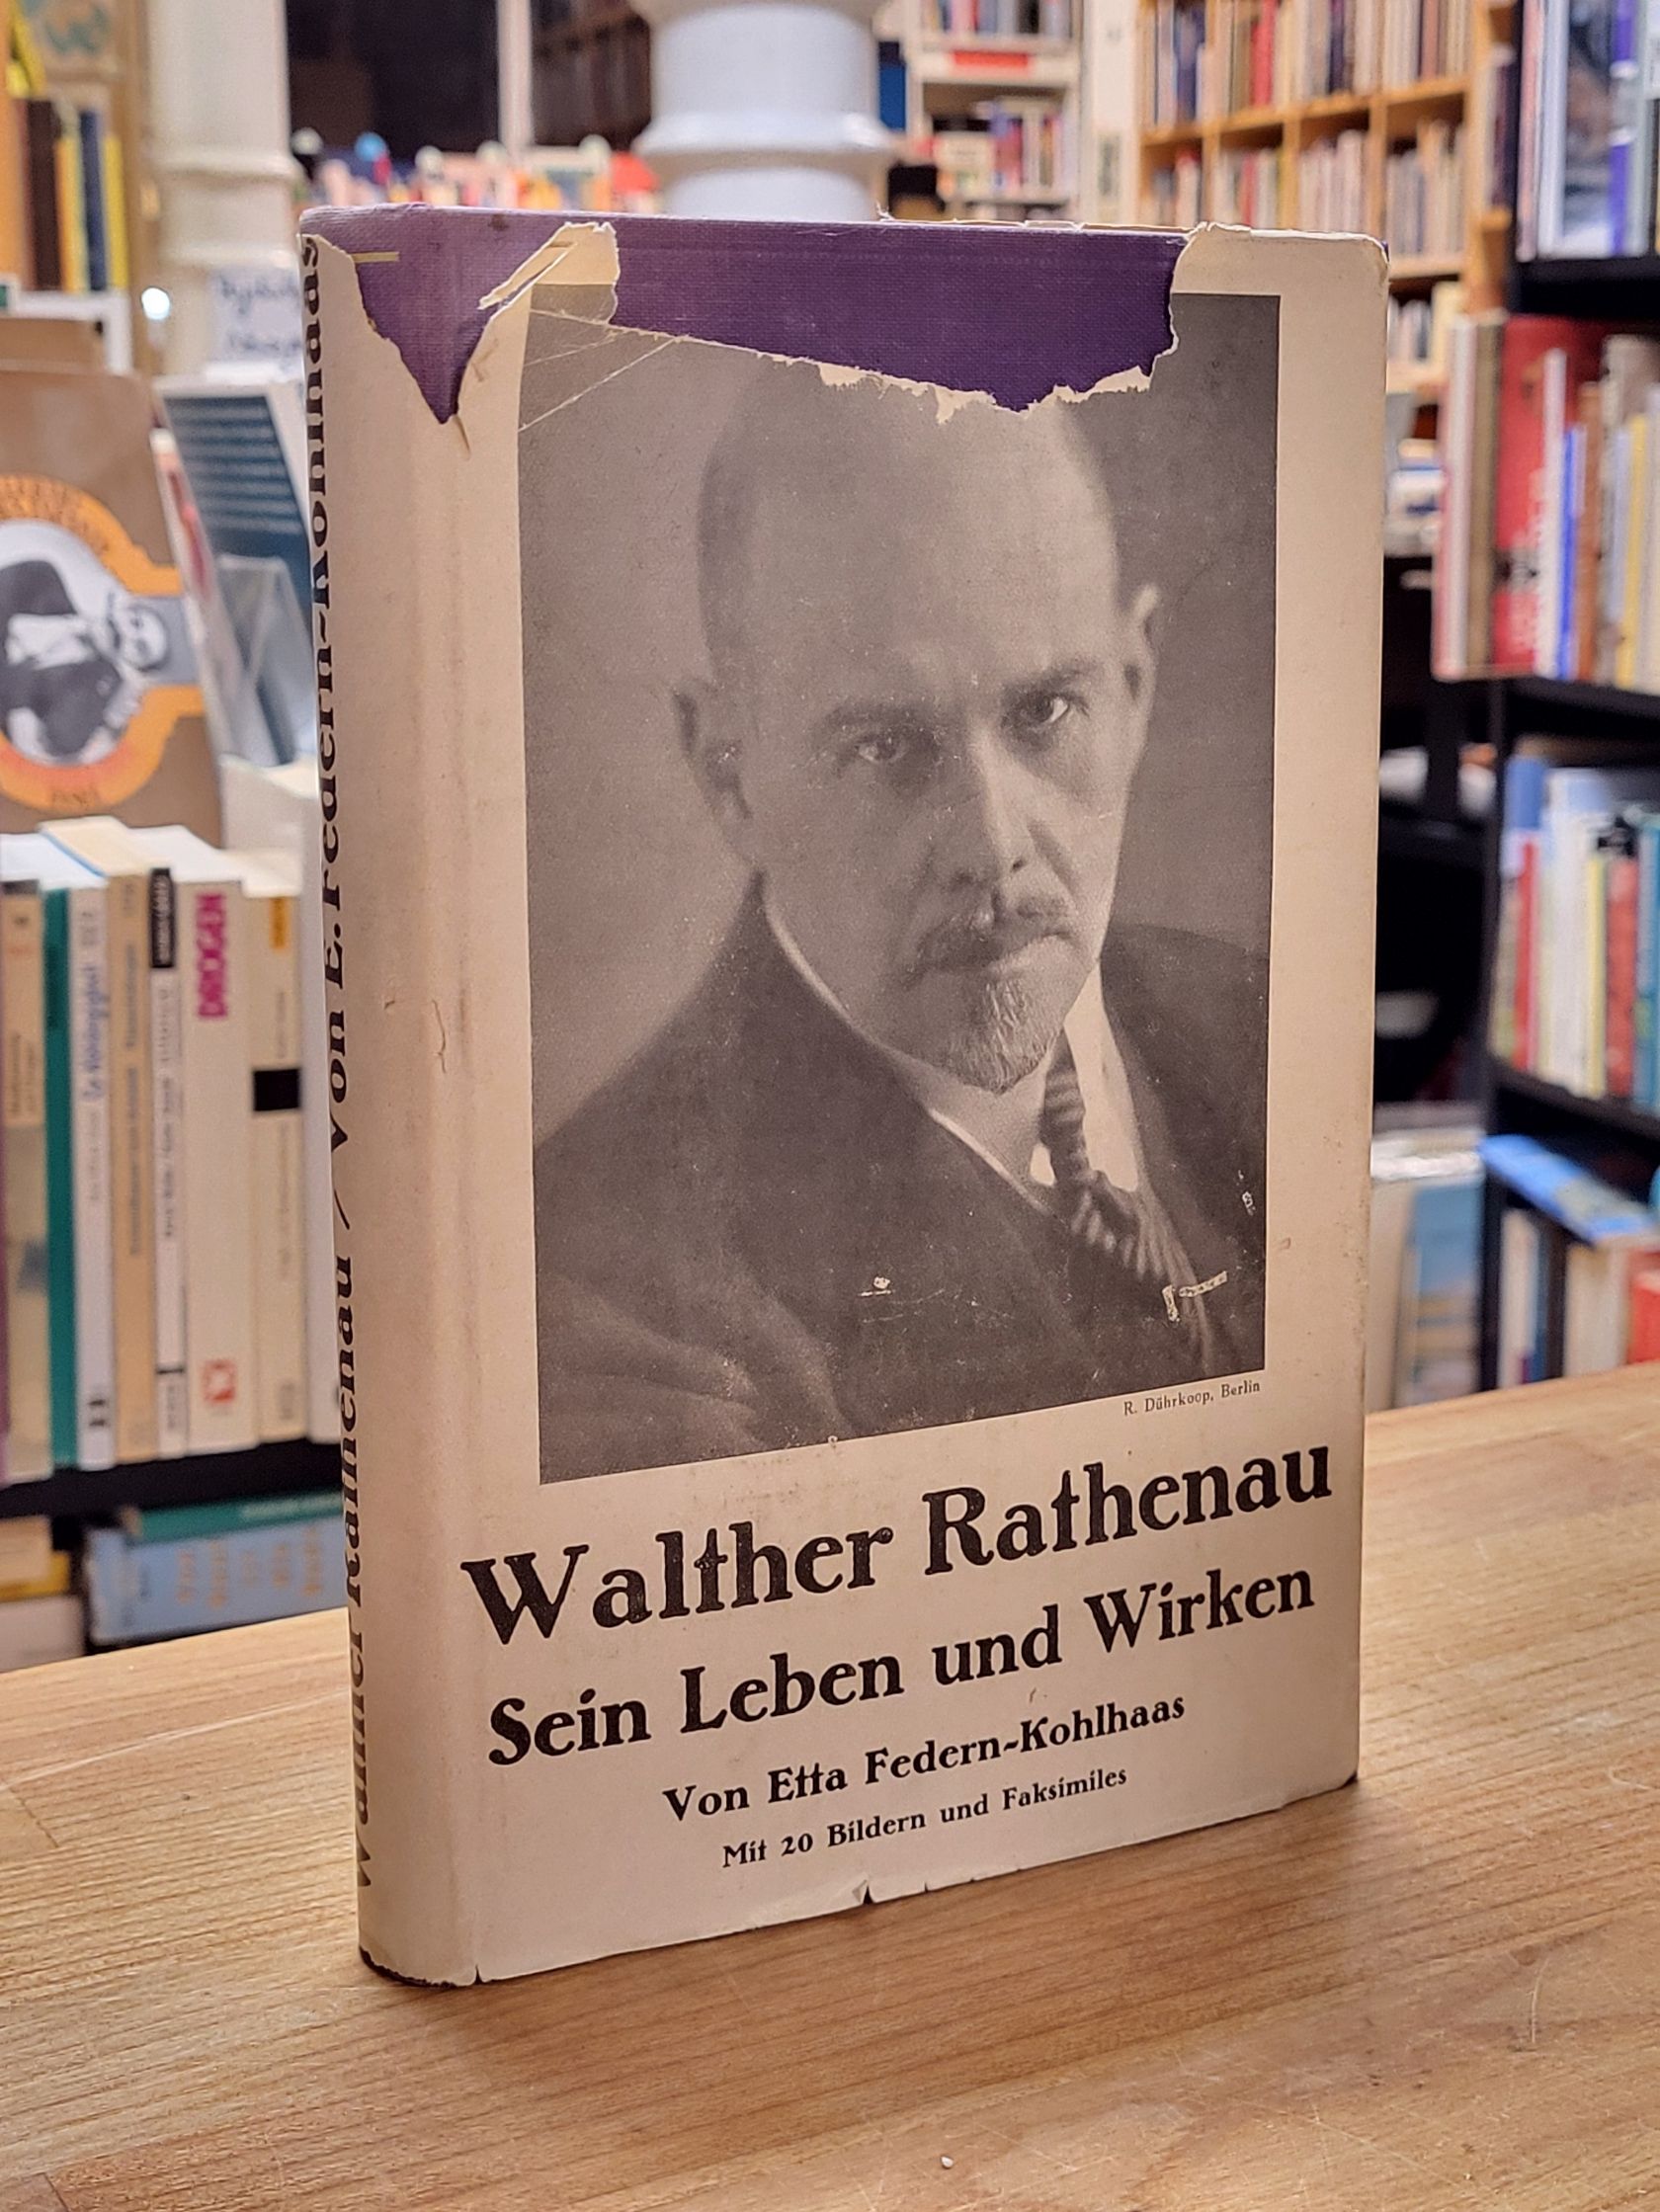 Walther Rathenau / Von E. Federn-Kohlhaas
R. Dührkoop, Berlin
Walther Rathenau
Sein Leben und Wirken
Von Etta Federn-Kohlhaas
Mit 20 Bildern und Faksimiles
DROGEN